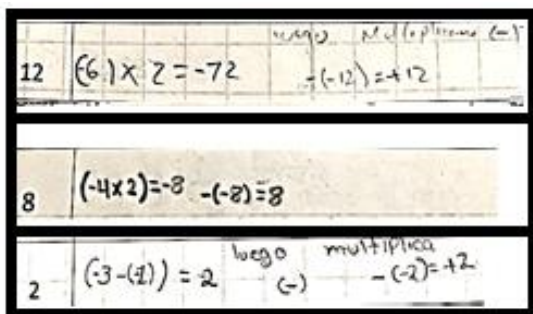 luego multiplicamos (-)
12 (-6) x 2 = -12 -(-12) = +12
8 (-4x2)=-8 -(-8)=8
luego multiplica
2 (-3-(-1)) = -2 (-) -(-2)=+2